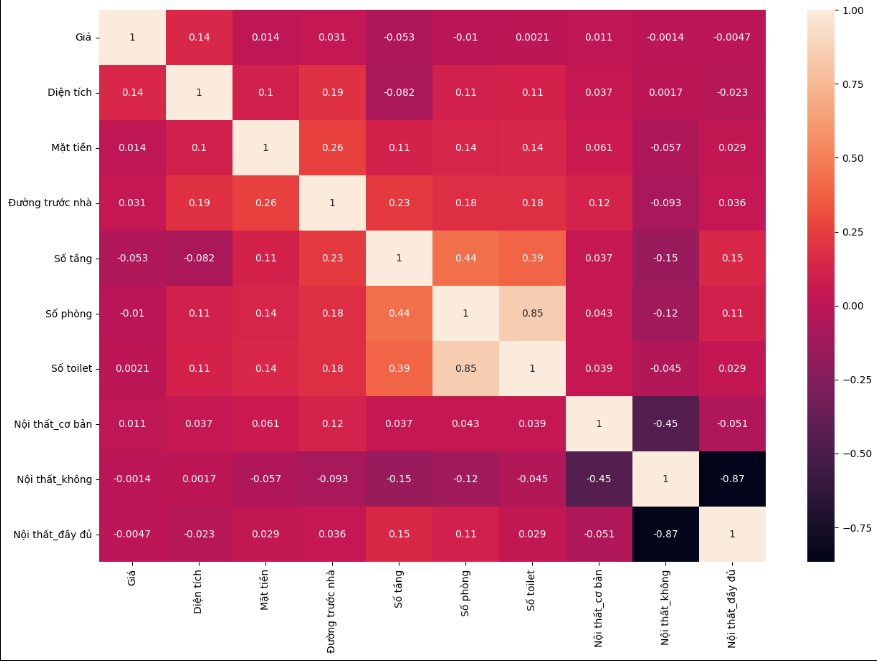 Giá 1 0.14 0.014 0.031 -0.053 -0.01 0.0021 0.011 -0.0014 -0.0047
Diện tích 0.14 1 0.1 0.19 -0.082 0.11 0.11 0.037 0.0017 -0.023
Mặt tiền 0.014 0.1 1 0.26 0.11 0.14 0.14 0.061 -0.057 0.029
Đường trước nhà 0.031 0.19 0.26 1 0.23 0.18 0.18 0.12 -0.093 0.036
Số tầng -0.053 -0.082 0.11 0.23 1 0.44 0.39 0.037 -0.15 0.15
Số phòng -0.01 0.11 0.14 0.18 0.44 1 0.85 0.043 -0.12 0.11
Số toilet 0.0021 0.11 0.14 0.18 0.39 0.85 1 0.039 -0.045 0.029
Nội thất_cơ bản 0.011 0.037 0.061 0.12 0.037 0.043 0.039 1 -0.45 -0.051
Nội thất_không -0.0014 0.0017 -0.057 -0.093 -0.15 -0.12 -0.045 -0.45 1 -0.87
Nội thất_đầy đủ -0.0047 -0.023 0.029 0.036 0.15 0.11 0.029 -0.051 -0.87 1
Giá
Diện tích
Mặt tiền
Đường trước nhà
Số tầng
Số phòng
Số toilet
Nội thất_cơ bản
Nội thất_không
Nội thất_đầy đủ
1.00
0.75
0.50
0.25
0.00
−0.25
−0.50
−0.75